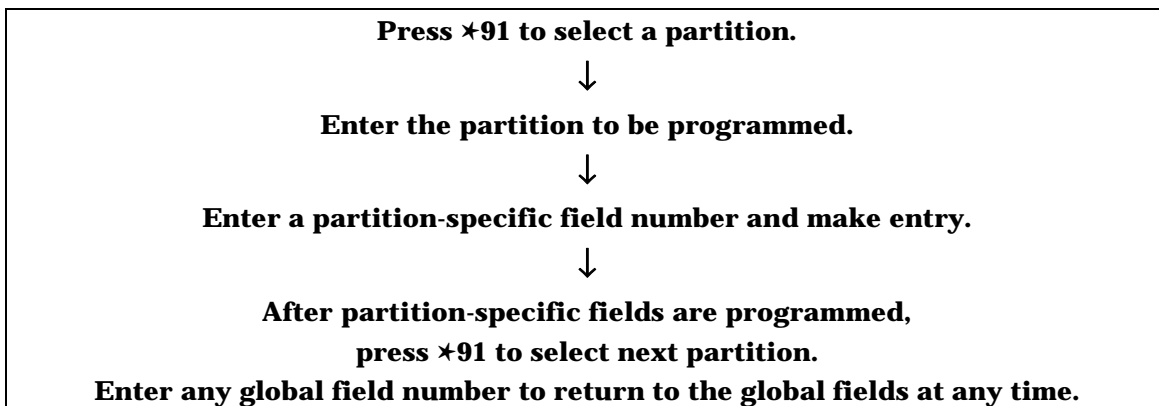 Press ✶91 to select a partition.
↓
Enter the partition to be programmed.
↓
Enter a partition-specific field number and make entry.
↓
After partition-specific fields are programmed,
press ✶91 to select next partition.
Enter any global field number to return to the global fields at any time.